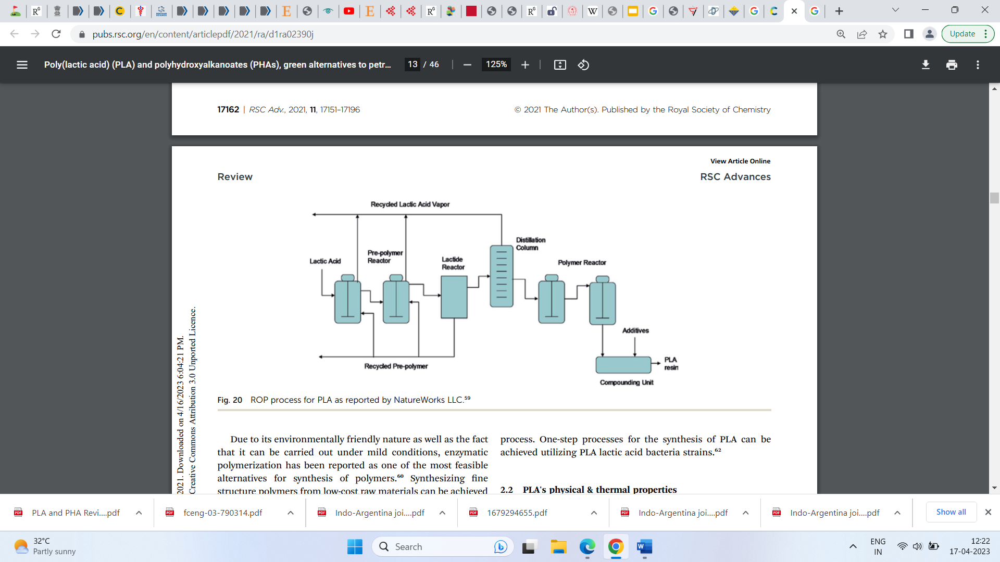 pubs.rsc.org/en/content/articlepdf/2021/ra/d1ra02390j
Update
Poly(lactic acid) (PLA) and polyhydroxyalkanoates (PHAs), green alternatives to petr...
13 / 46
125%
17162 | RSC Adv., 2021, 11, 17151–17196
© 2021 The Author(s). Published by the Royal Society of Chemistry
View Article Online
Review
RSC Advances
Recycled Lactic Acid Vapor
Distillation
Column
Pre-polymer
Reactor
Lactic Acid
Lactide
Reactor
Polymer Reactor
Additives
PLA
resin
Recycled Pre-polymer
Compounding Unit
Fig. 20 ROP process for PLA as reported by NatureWorks LLC.59
2021. Downloaded on 4/16/2023 6:04:21 PM.
Creative Commons Attribution 3.0 Unported Licence.
Due to its environmentally friendly nature as well as the fact
that it can be carried out under mild conditions, enzymatic
polymerization has been reported as one of the most feasible
alternatives for synthesis of polymers.60 Synthesizing fine
structure polymers from low-cost raw materials can be achieved
process. One-step processes for the synthesis of PLA can be
achieved utilizing PLA lactic acid bacteria strains.62
2.2 PLA's physical & thermal properties
PLA and PHA Revi....pdf
fceng-03-790314.pdf
Indo-Argentina joi....pdf
1679294655.pdf
Indo-Argentina joi....pdf
Indo-Argentina joi....pdf
Show all
32°C
Partly sunny
Search
ENG
IN
12:22
17-04-2023